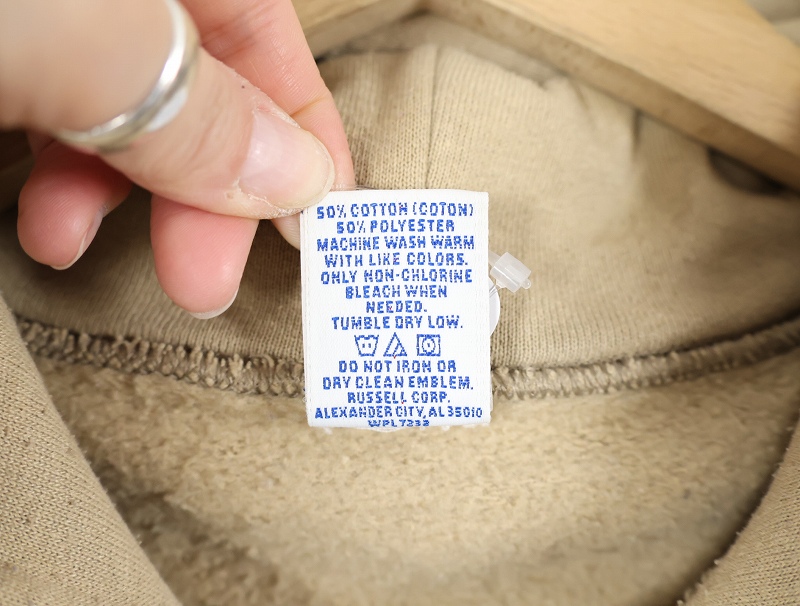 50% COTTON (COTON)
50% POLYESTER
MACHINE WASH WARM
WITH LIKE COLORS.
ONLY NON-CHLORINE
BLEACH WHEN
NEEDED.
TUMBLE DRY LOW.
DO NOT IRON OR
DRY CLEAN EMBLEM.
RUSSELL CORP.
ALEXANDER CITY, AL 35010
WPL7238